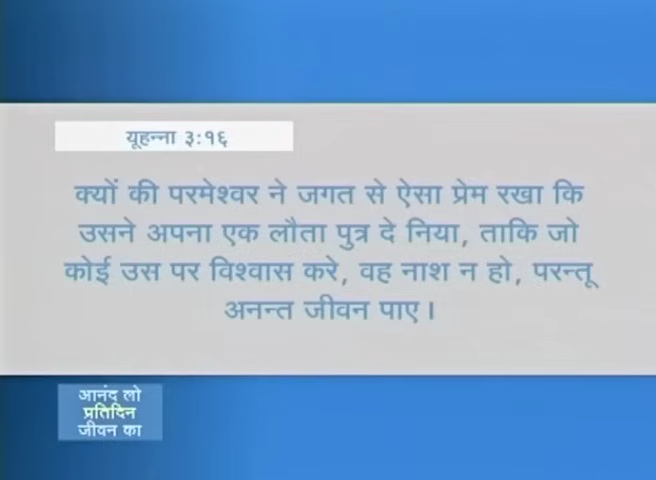 यूहन्ना ३:१६
क्यों की परमेश्वर ने जगत से ऐसा प्रेम रखा कि
उसने अपना एक लौता पुत्र दे निया, ताकि जो
कोई उस पर विश्वास करे, वह नाश न हो, परन्तू
अनन्त जीवन पाए।
आनंद लो
प्रतिदिन
जीवन का